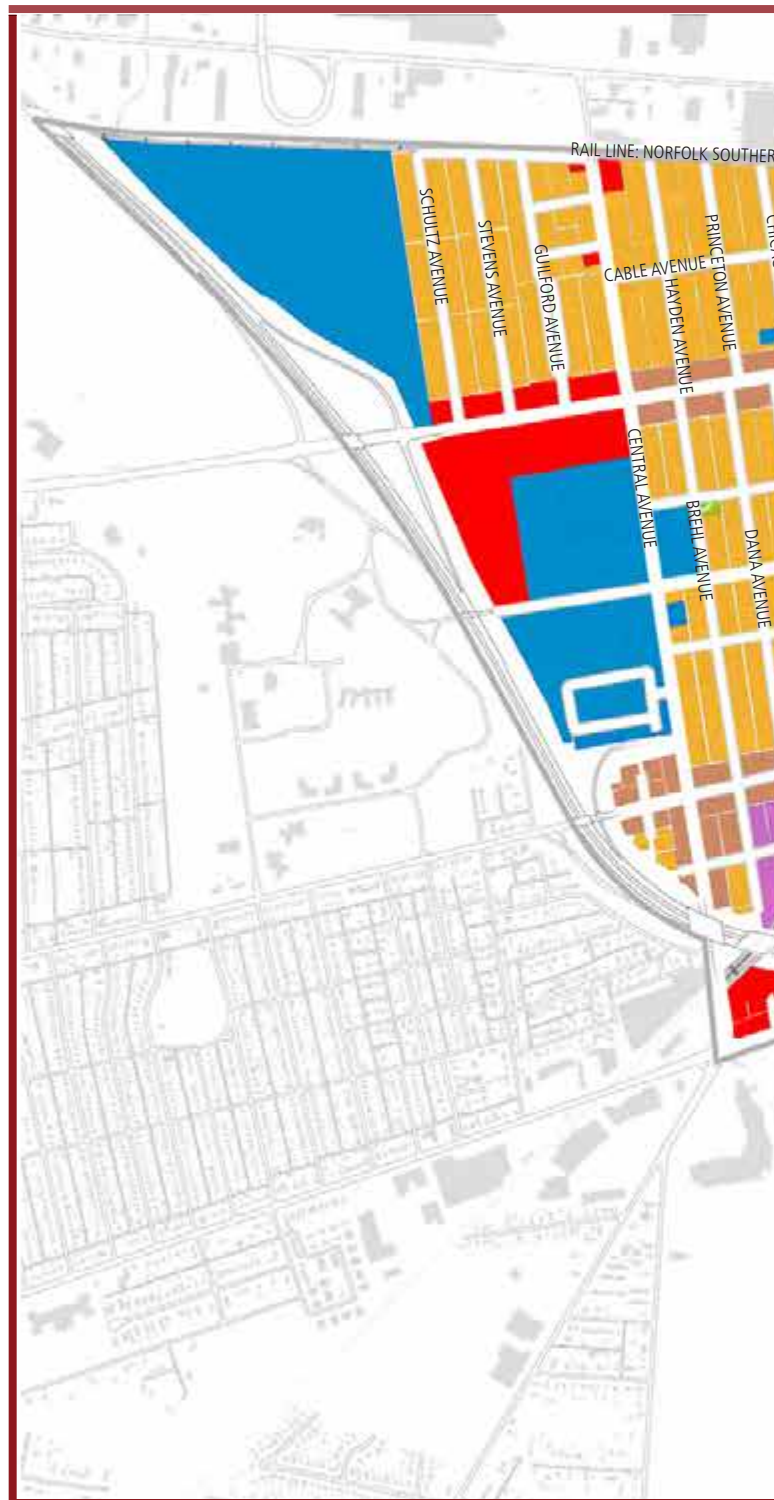 RAIL LINE: NORFOLK SOUTHER
SCHULTZ AVENUE
STEVENS AVENUE
GUILFORD AVENUE
CABLE AVENUE
HAYDEN AVENUE
PRINCETON AVENUE
CENTRAL AVENUE
BREHL AVENUE
DANA AVENUE